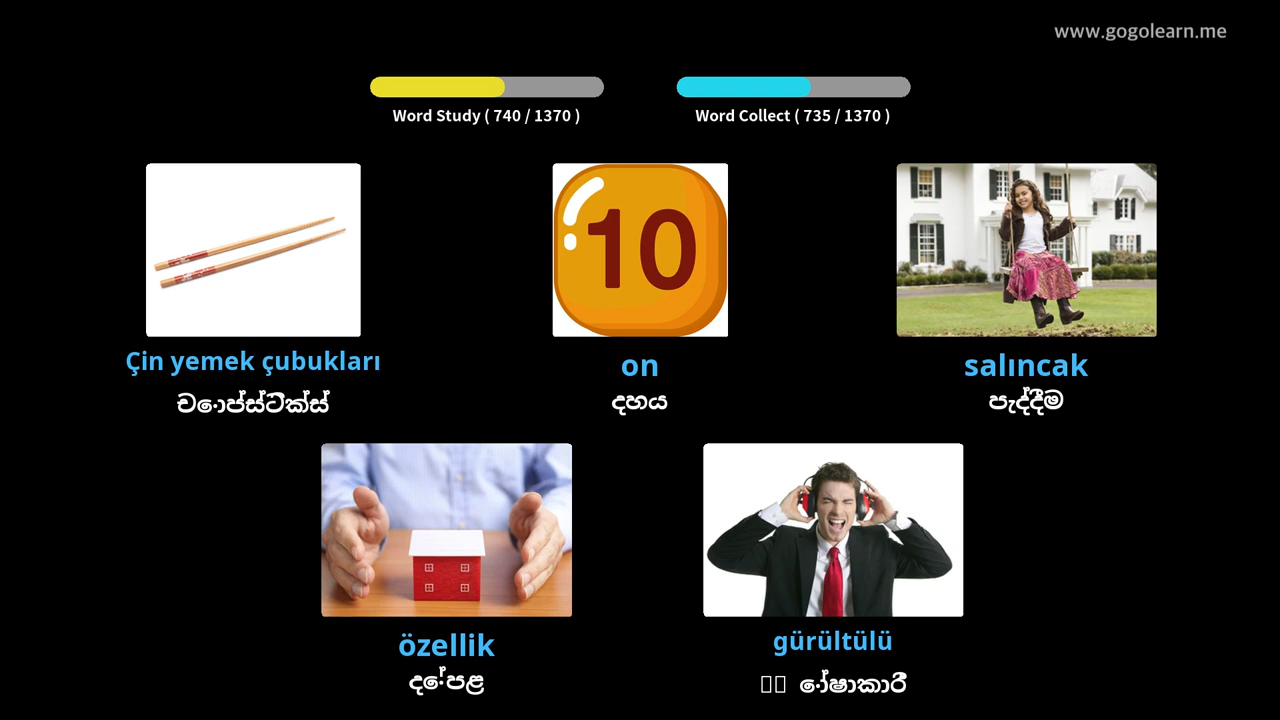 www.gogolearn.me
Word Study ( 740 / 1370 )
Word Collect ( 735 / 1370 )
10
Çin yemek çubukları
චොප්ස්ටික්ස්
on
දහය
salıncak
පැද්දීම
özellik
දේපළ
gürültülü
ෝෂාකාරී